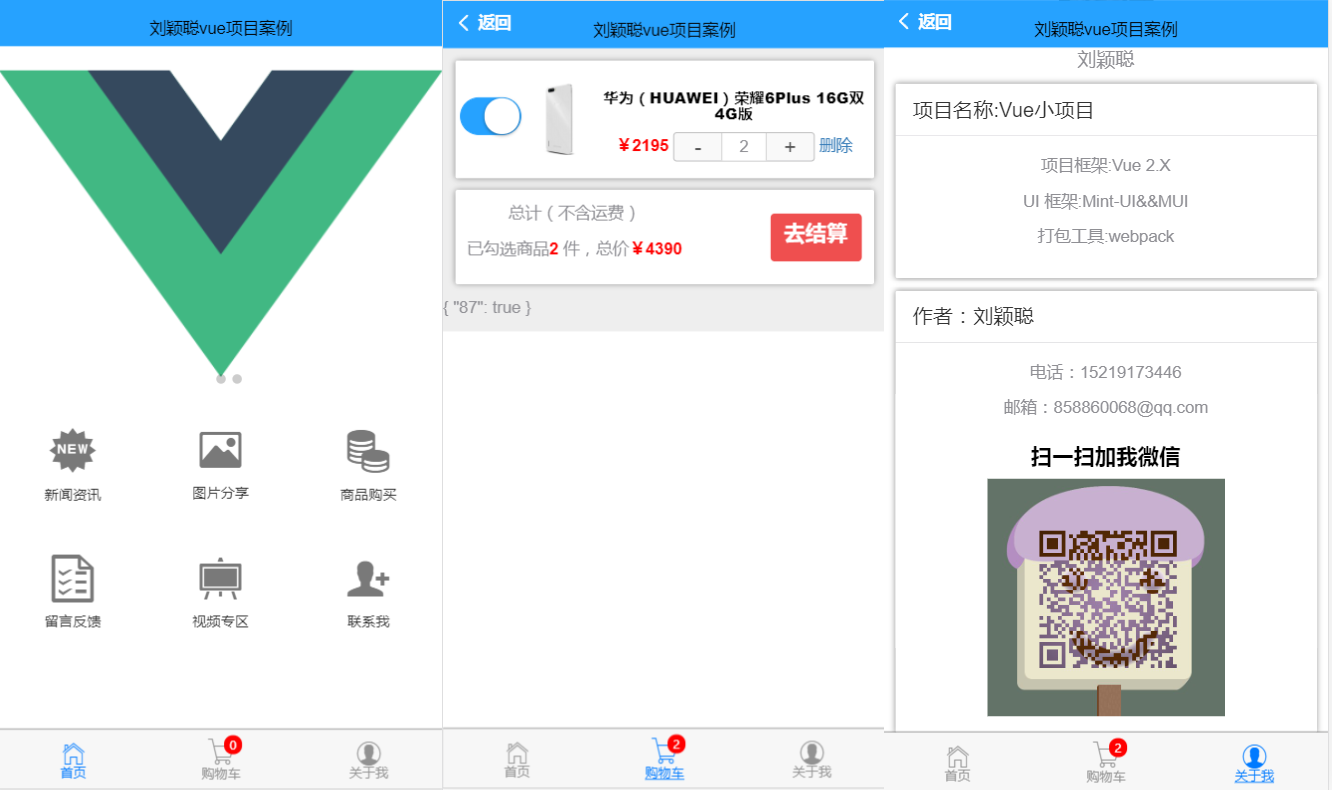 刘颖聪vue项目案例
NEW
新闻资讯
图片分享
商品购买
留言反馈
视频专区
联系我
0
首页
购物车
关于我
返回
刘颖聪vue项目案例
华为（HUAWEI）荣耀6Plus 16G双
4G版
￥2195 - 2 + 删除
总计（不含运费）
已勾选商品2 件，总价￥4390
去结算
{ "87": true }
2
首页
购物车
关于我
返回
刘颖聪vue项目案例
刘颖聪
项目名称:Vue小项目
项目框架:Vue 2.X
UI 框架:Mint-UI&&MUI
打包工具:webpack
作者：刘颖聪
电话：15219173446
邮箱：858860068@qq.com
扫一扫加我微信
2
首页
购物车
关于我